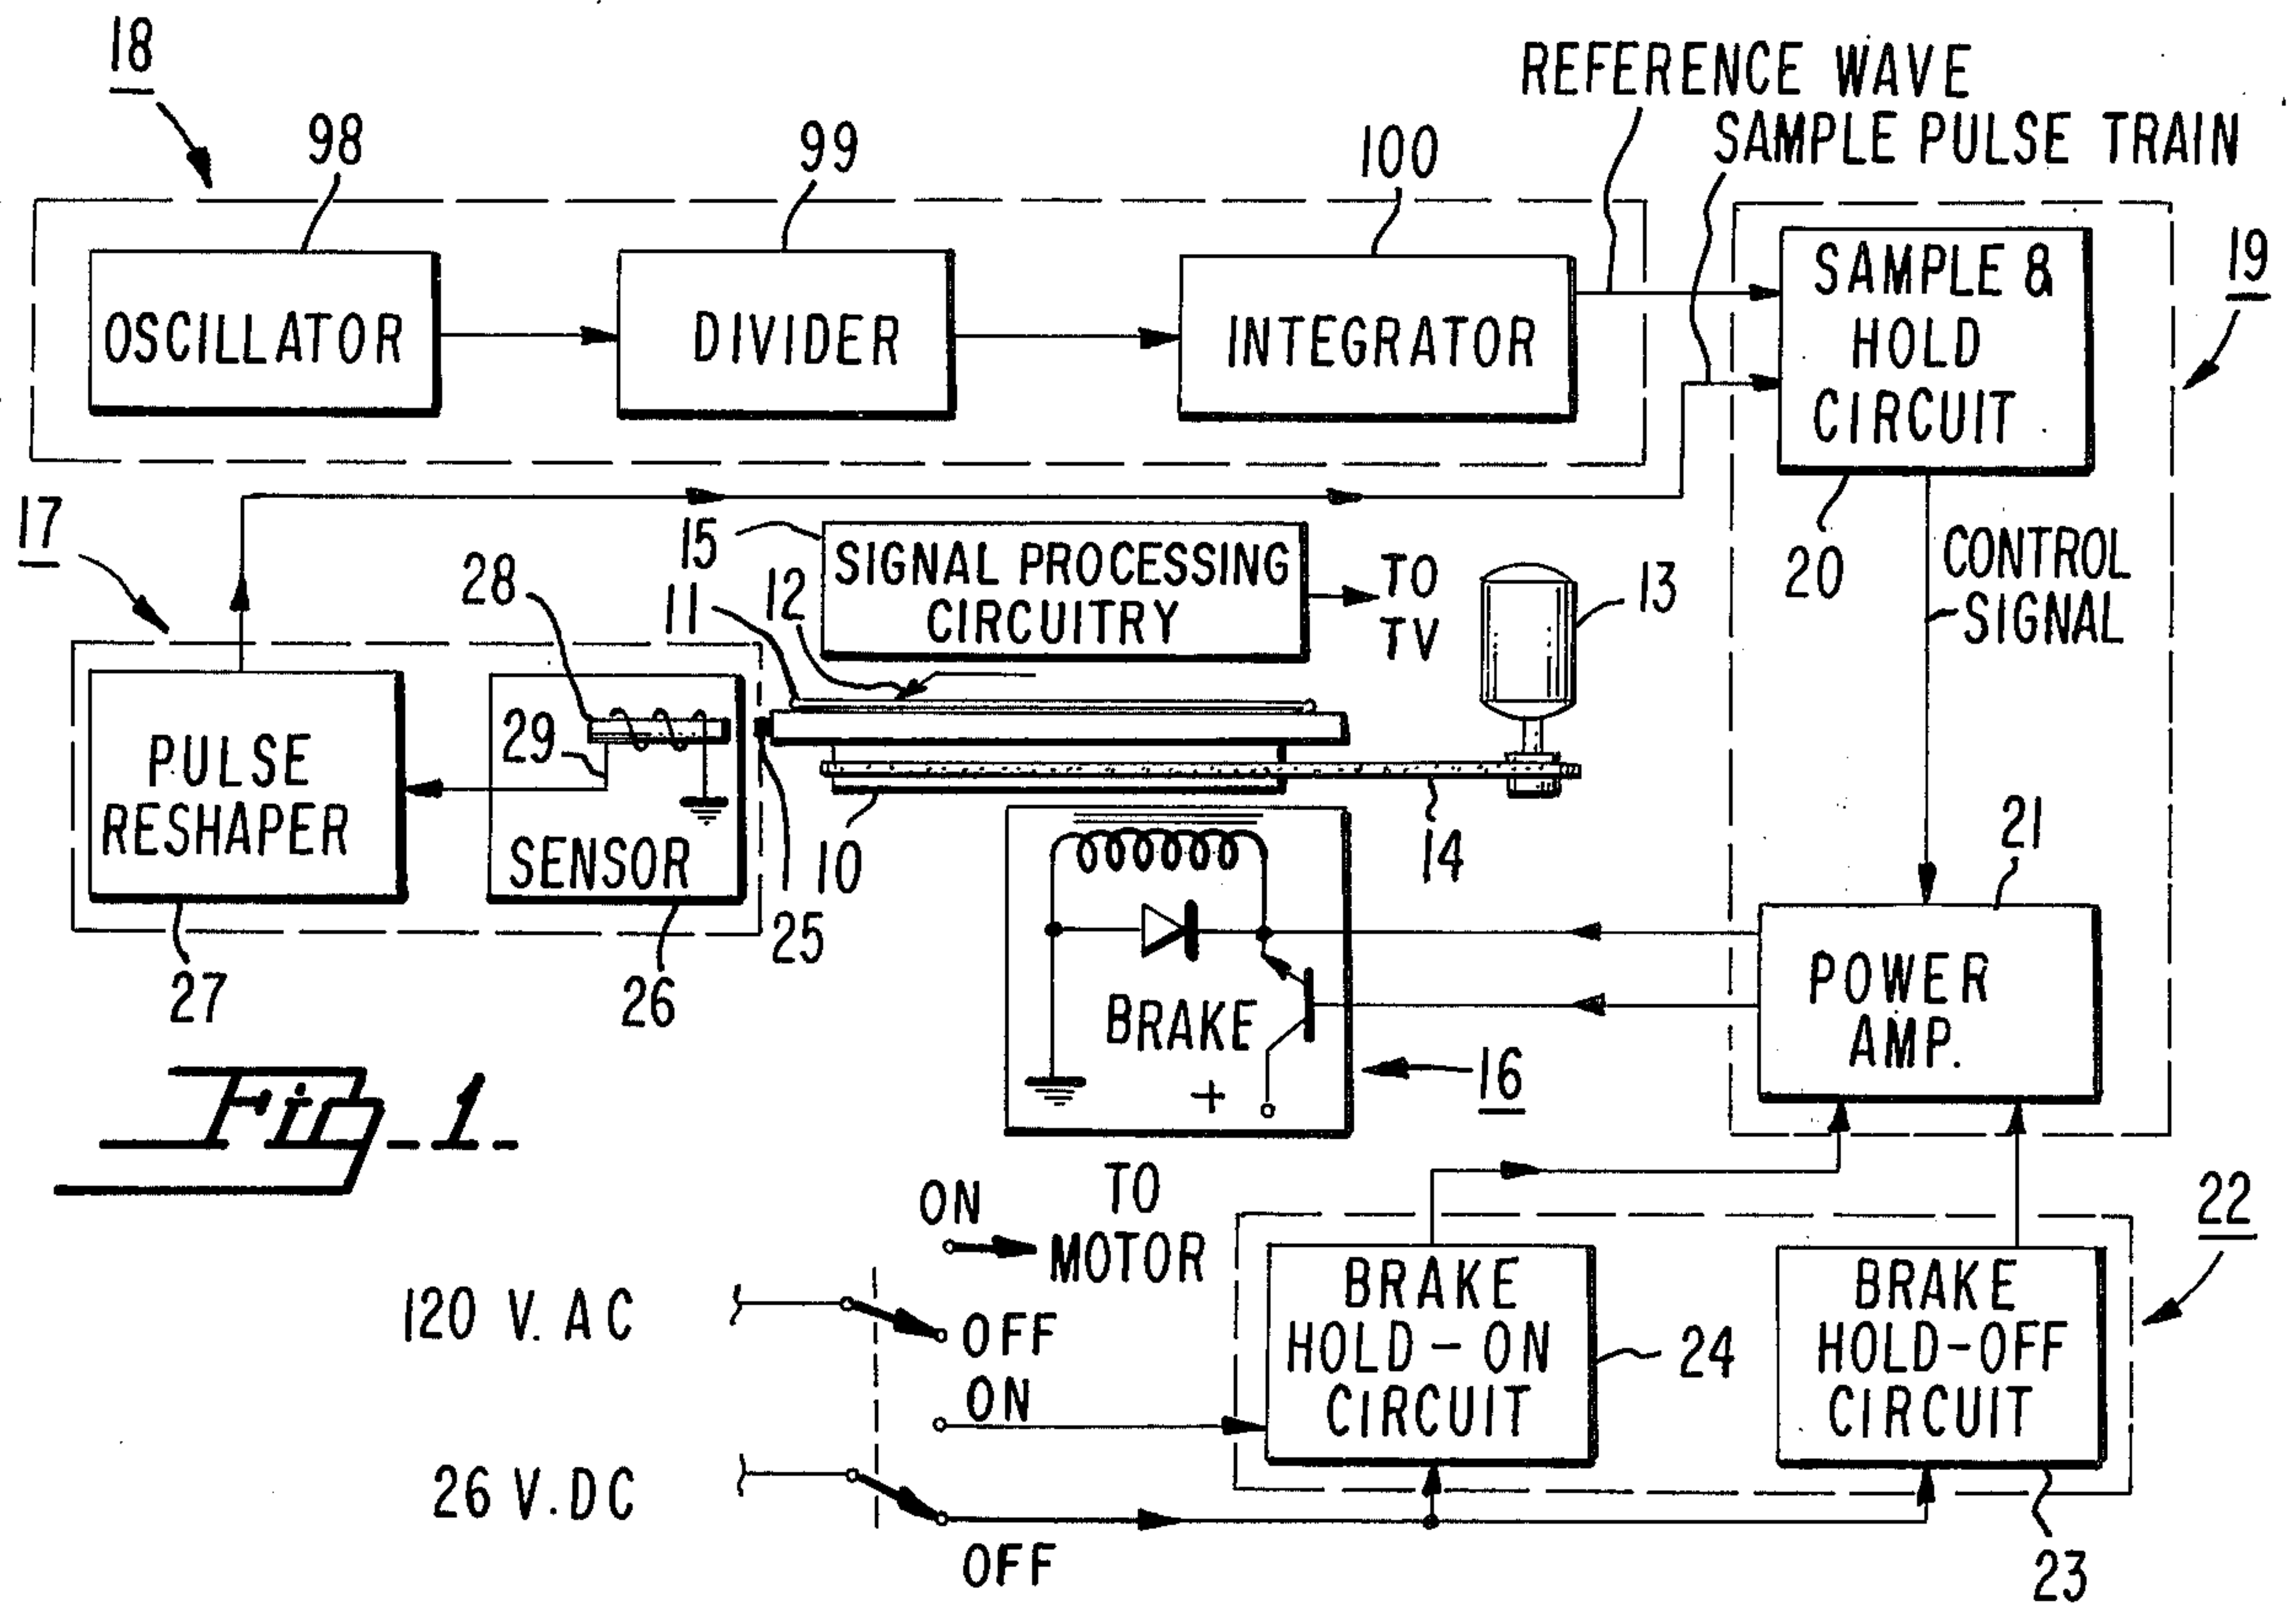 18
REFERENCE WAVE
SAMPLE PULSE TRAIN
98
99
100
19
OSCILLATOR
DIVIDER
INTEGRATOR
SAMPLE &
HOLD
CIRCUIT
17
15
SIGNAL PROCESSING
CIRCUITRY
TO
TV
13
20
CONTROL
SIGNAL
28
11
12
29
PULSE
RESHAPER
SENSOR
10
14
21
25
27
26
BRAKE
+
16
POWER
AMP.
Fig-1-
ON
TO
MOTOR
22
120 V. AC
OFF
ON
BRAKE
HOLD-ON
CIRCUIT
24
BRAKE
HOLD-OFF
CIRCUIT
26 V. DC
OFF
23